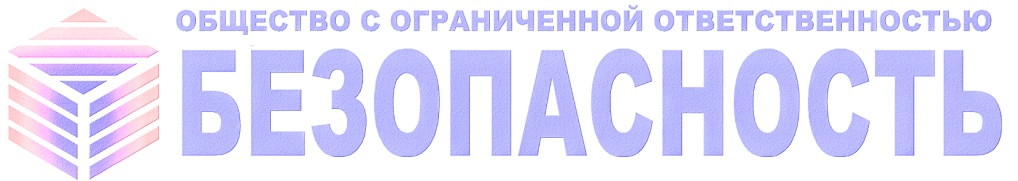 ОБЩЕСТВО С ОГРАНИЧЕННОЙ ОТВЕТСТВЕННОСТЬЮ
БЕЗОПАСНОСТЬ